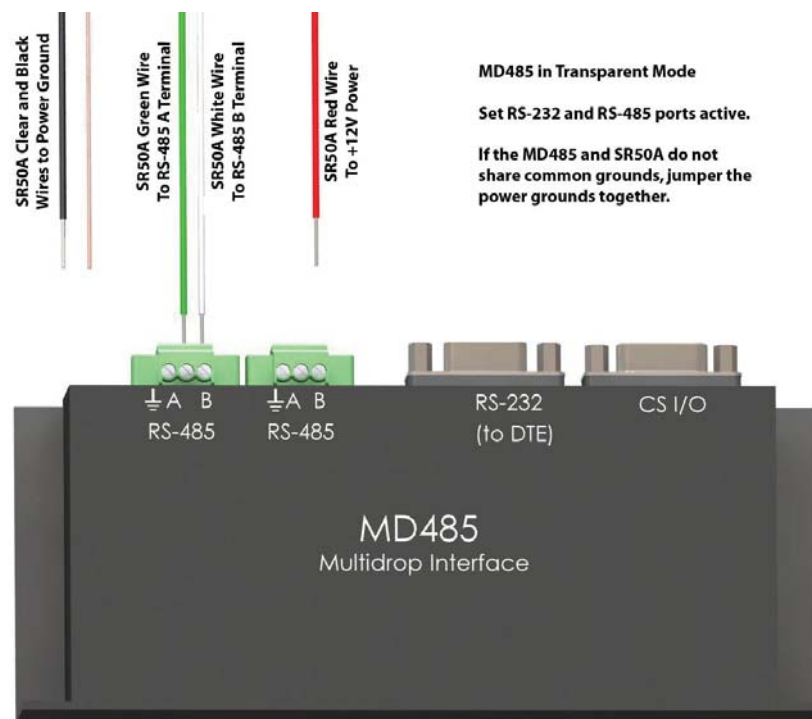 SR50A Clear and Black
Wires to Power Ground
SR50A Green Wire
To RS-485 A Terminal
SR50A White Wire
To RS-485 B Terminal
SR50A Red Wire
To +12V Power
MD485 in Transparent Mode
Set RS-232 and RS-485 ports active.
If the MD485 and SR50A do not
share common grounds, jumper the
power grounds together.
A B
RS-485
A B
RS-485
RS-232
(to DTE)
CS I/O
MD485
Multidrop Interface